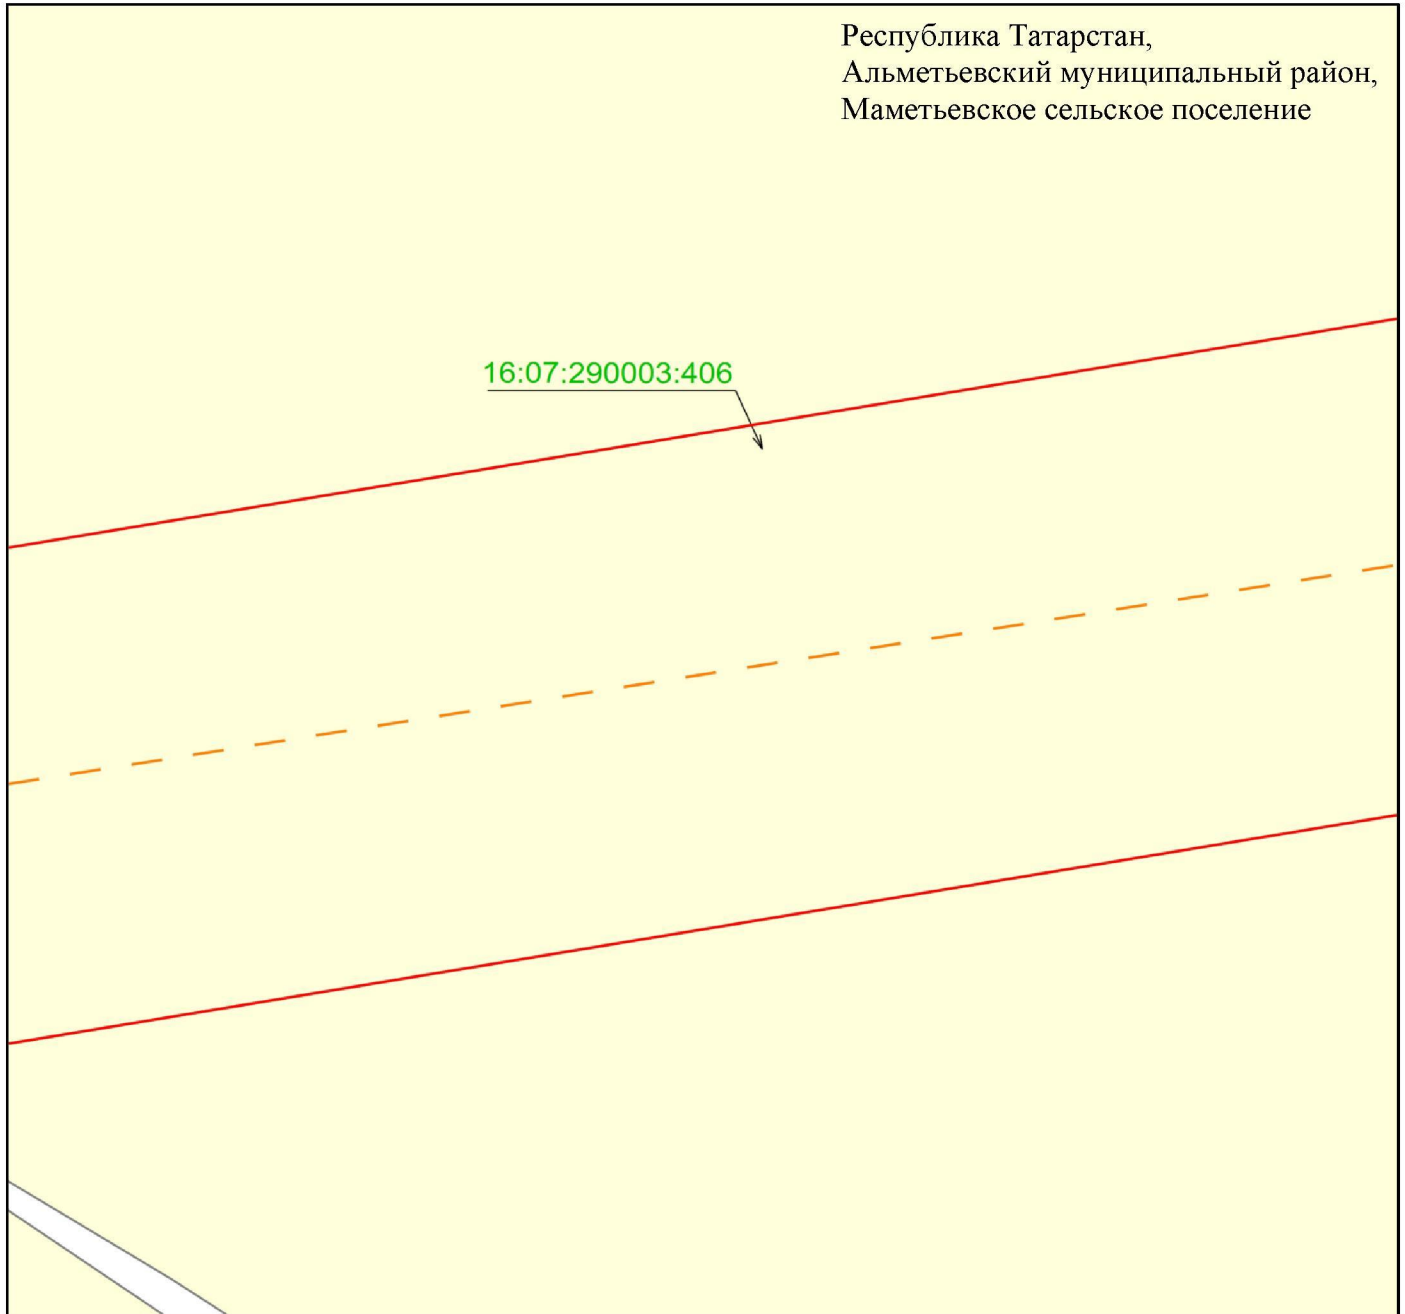 Республика Татарстан,
Альметьевский муниципальный район,
Маметьевское сельское поселение
16:07:290003:406